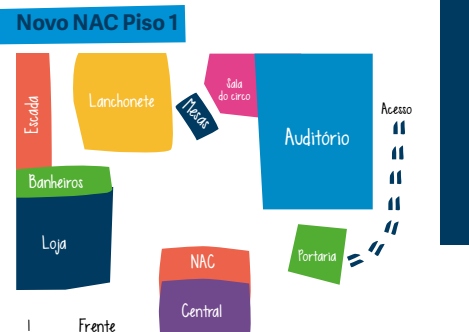 Novo NAC Piso 1
Escada
Lanchonete
Mesas
Sala
do circo
Auditório
Acesso
Banheiros
Loja
Portaria
NAC
Central
Frente